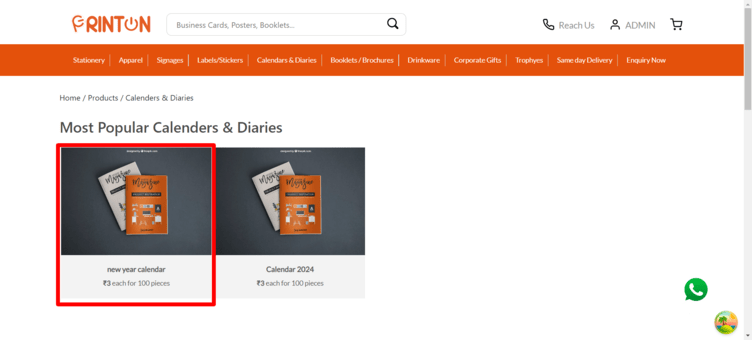 PRINTON
Business Cards, Posters, Booklets...
Reach Us
ADMIN
Stationery
Apparel
Signages
Labels/Stickers
Calendars & Diaries
Booklets / Brochures
Drinkware
Corporate Gifts
Trophyes
Same day Delivery
Enquiry Now
Home / Products / Calenders & Diaries
Most Popular Calenders & Diaries
Magazine
Magazine
new year calendar
₹3 each for 100 pieces
Calendar 2024
₹3 each for 100 pieces